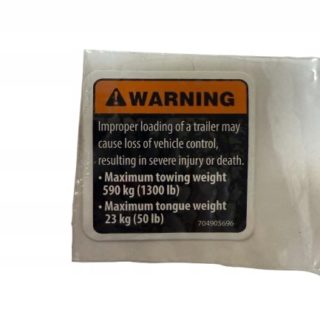 WARNING
Improper loading of a trailer may
cause loss of vehicle control,
resulting in severe injury or death.
• Maximum towing weight
590 kg (1300 lb)
• Maximum tongue weight
23 kg (50 lb)
704905696